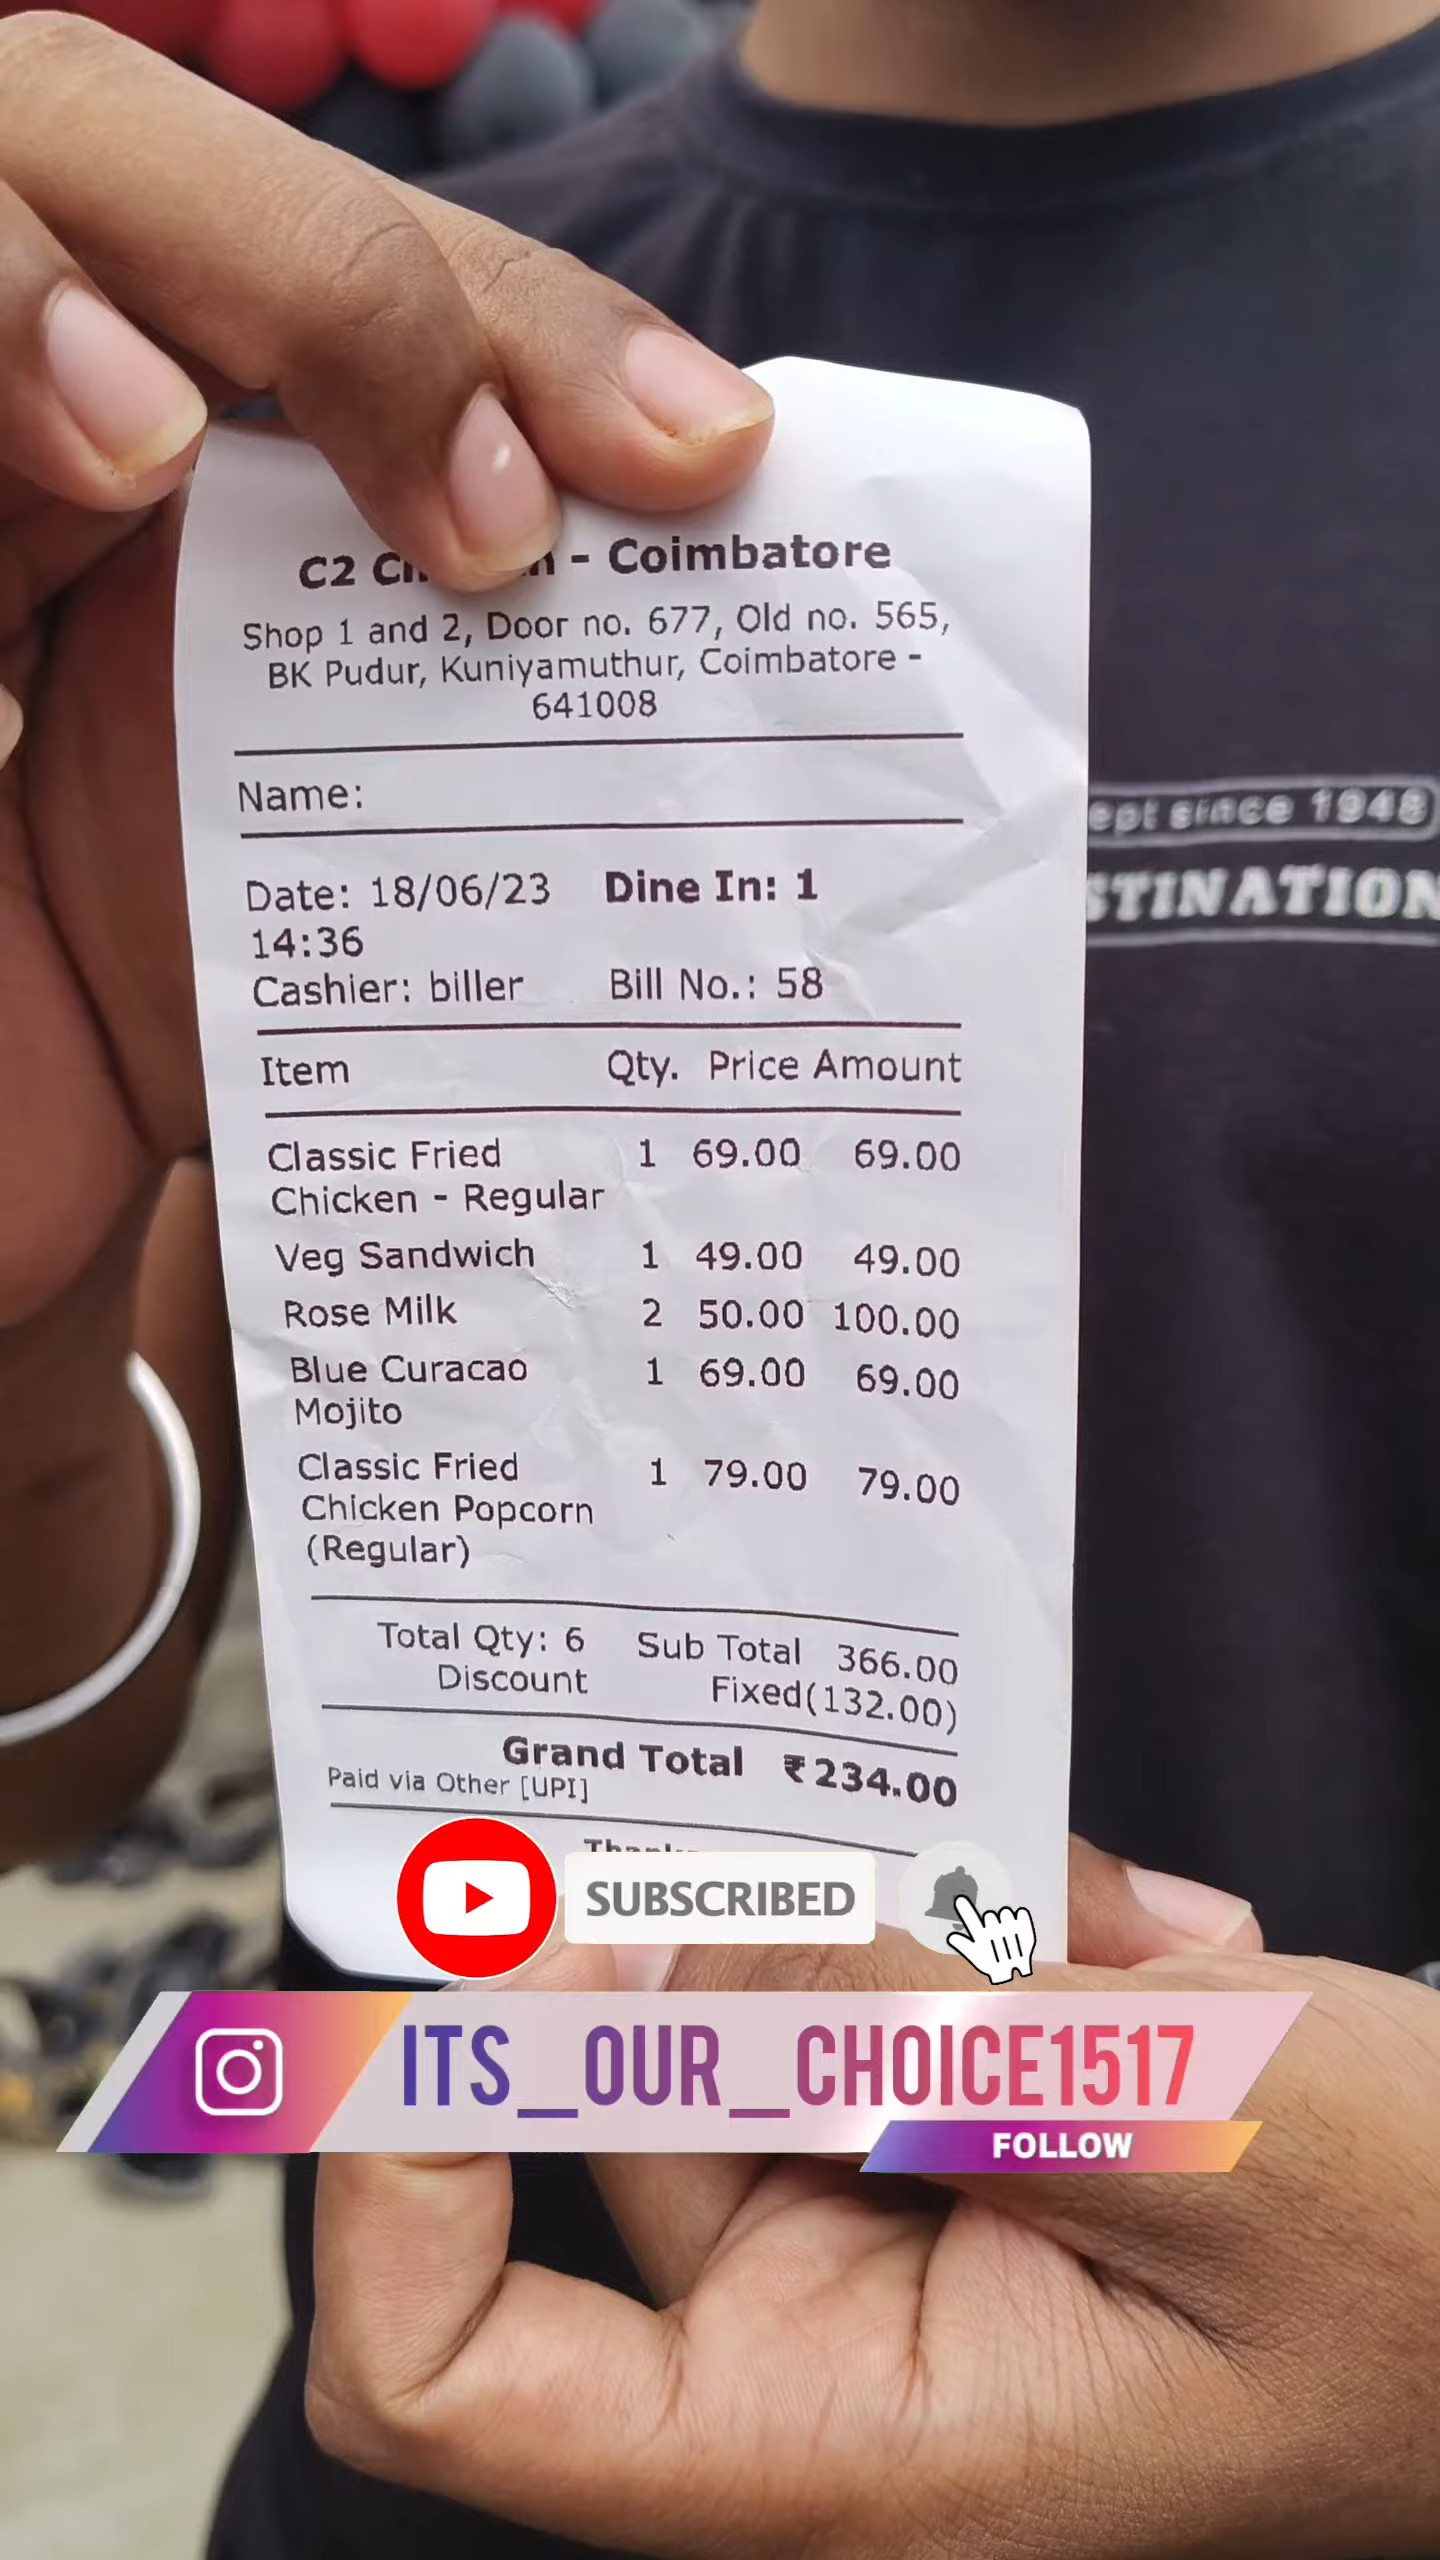 C2 - Coimbatore
Shop 1 and 2, Door no. 677, Old no. 565,
BK Pudur, Kuniyamuthur, Coimbatore -
641008
Name:
Date: 18/06/23 Dine In: 1
14:36
Cashier: biller Bill No.: 58
Item Qty. Price Amount
Classic Fried 1 69.00 69.00
Chicken - Regular
Veg Sandwich 1 49.00 49.00
Rose Milk 2 50.00 100.00
Blue Curacao 1 69.00 69.00
Mojito
Classic Fried 1 79.00 79.00
Chicken Popcorn
(Regular)
Total Qty: 6 Sub Total 366.00
Discount Fixed(132.00)
Grand Total ₹234.00
Paid via Other [UPI]
since 1948
SUBSCRIBED
ITS_OUR_CHOICE1517
FOLLOW